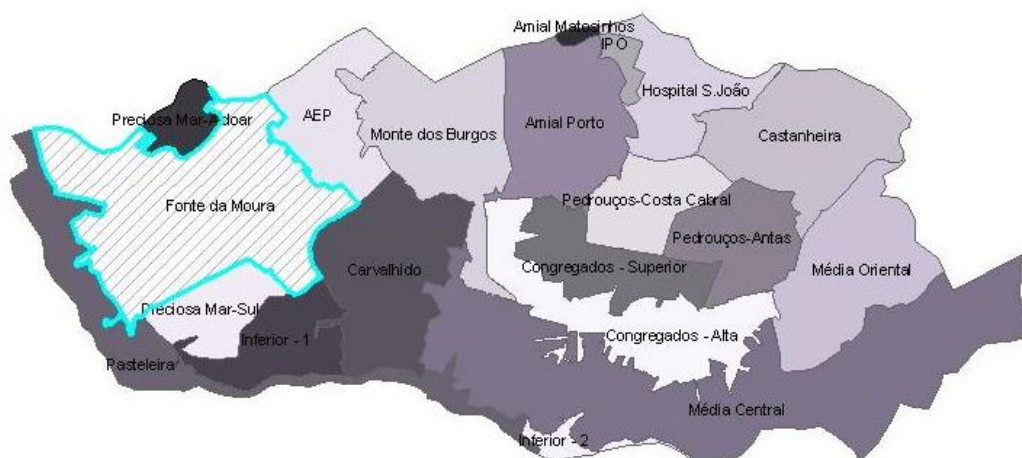 Amial Matosinhos
IPO
Hospital S.João
Preciosa Mar-Aldoar
AEP
Monte dos Burgos
Amial Porto
Castanheira
Fonte da Moura
Pedrouços-Costa Cabral
Pedrouços-Antas
Carvalhido
Congregados - Superior
Média Oriental
Preciosa Mar-Sul
Inferior - 1
Congregados - Alta
Pasteleira
Média Central
Inferior - 2